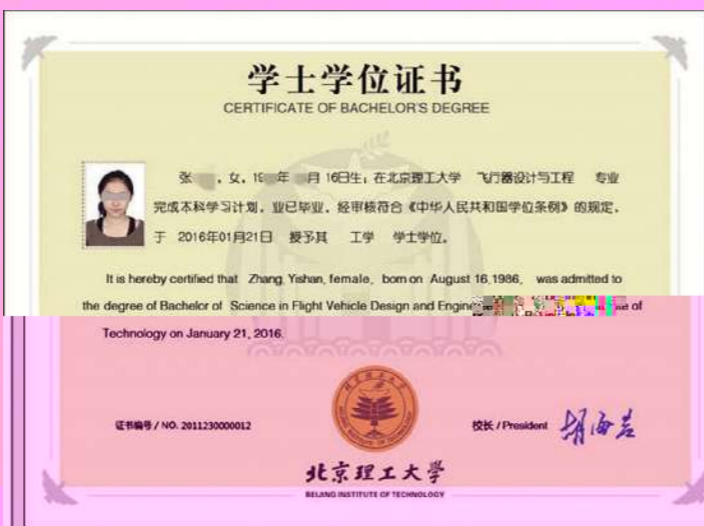 学士学位证书
CERTIFICATE OF BACHELOR'S DEGREE
张 ，女，19 年 月 16日生，在北京理工大学 飞行器设计与工程 专业
完成本科学习计划，业已毕业，经审核符合《中华人民共和国学位条例》的规定，
于 2016年01月21日 授予其 工学 学士学位。
It is hereby certified that Zhang, Yishan, female, born on August 16,1986, was admitted to
the degree of Bachelor of Science in Flight Vehicle Design and of
Technology on January 21, 2016.
证书编号 / NO. 2011230000012
校长 / President 胡海岩
北京理工大学
BEIJING INSTITUTE OF TECHNOLOGY